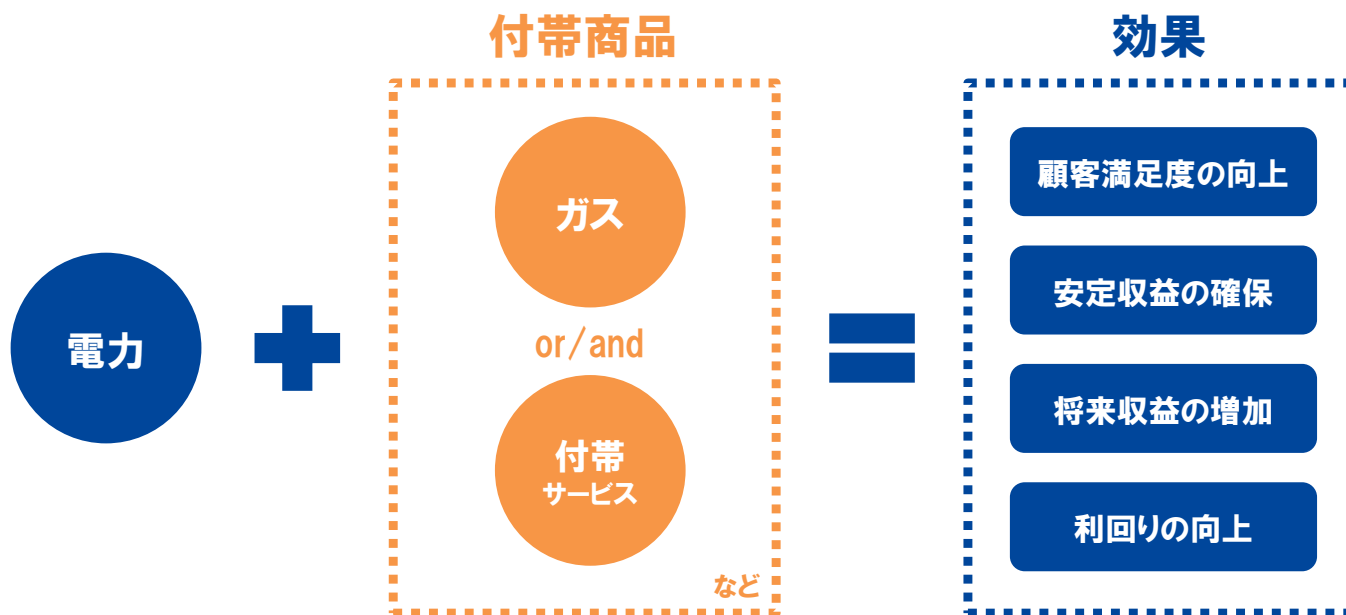 付帯商品
効果
電力
ガス
or/and
付帯
サービス
など
顧客満足度の向上
安定収益の確保
将来収益の増加
利回りの向上